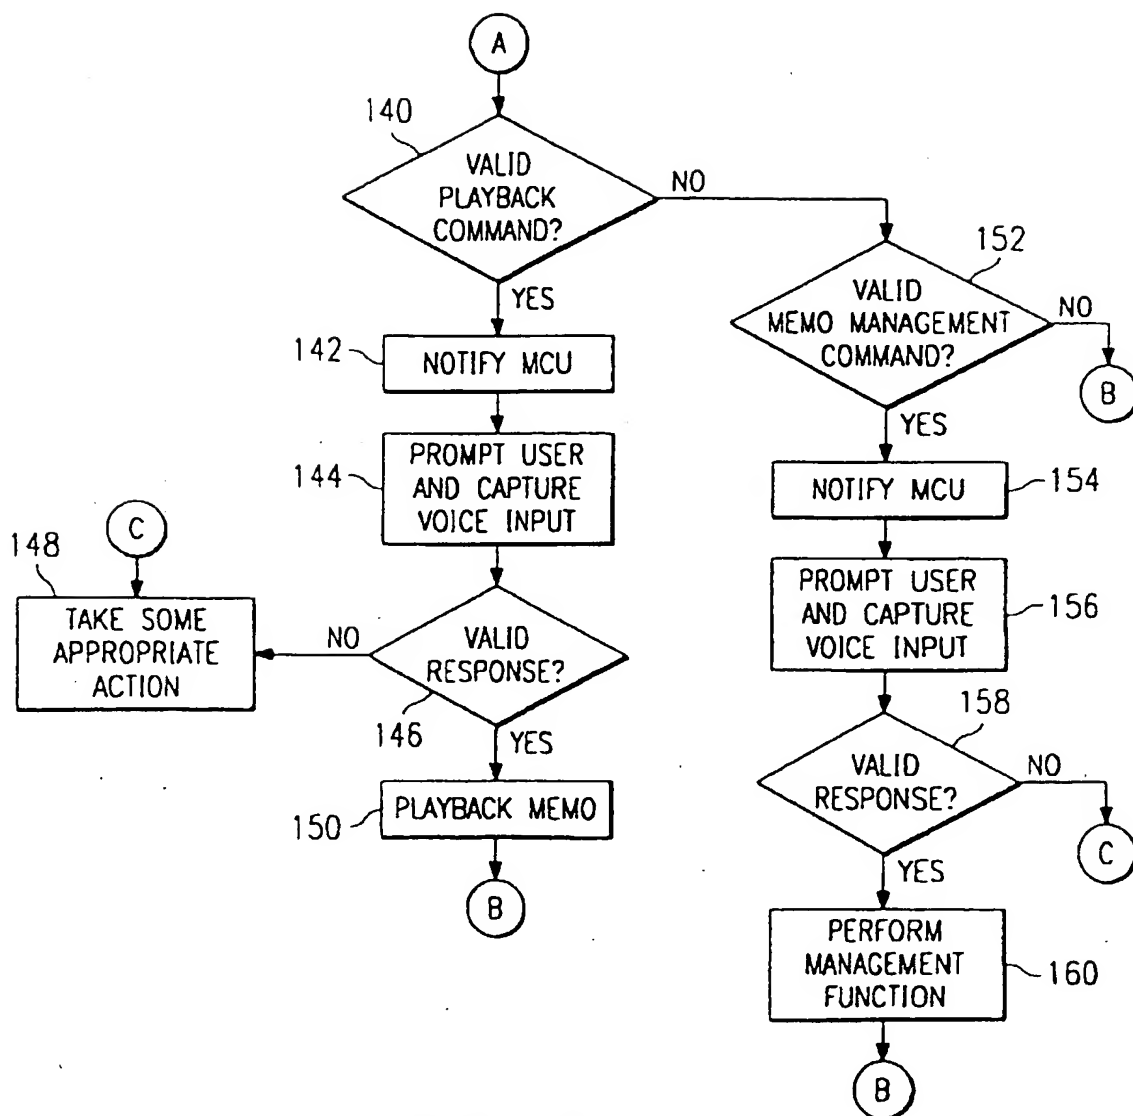 A
140
VALID
PLAYBACK
COMMAND?
NO
YES
152
VALID
MEMO MANAGEMENT
COMMAND?
NO
B
YES
142
NOTIFY MCU
144
PROMPT USER
AND CAPTURE
VOICE INPUT
NOTIFY MCU
154
C
148
TAKE SOME
APPROPRIATE
ACTION
NO
VALID
RESPONSE?
146
YES
PROMPT USER
AND CAPTURE
VOICE INPUT
156
150
PLAYBACK MEMO
B
158
VALID
RESPONSE?
NO
C
YES
PERFORM
MANAGEMENT
FUNCTION
160
B